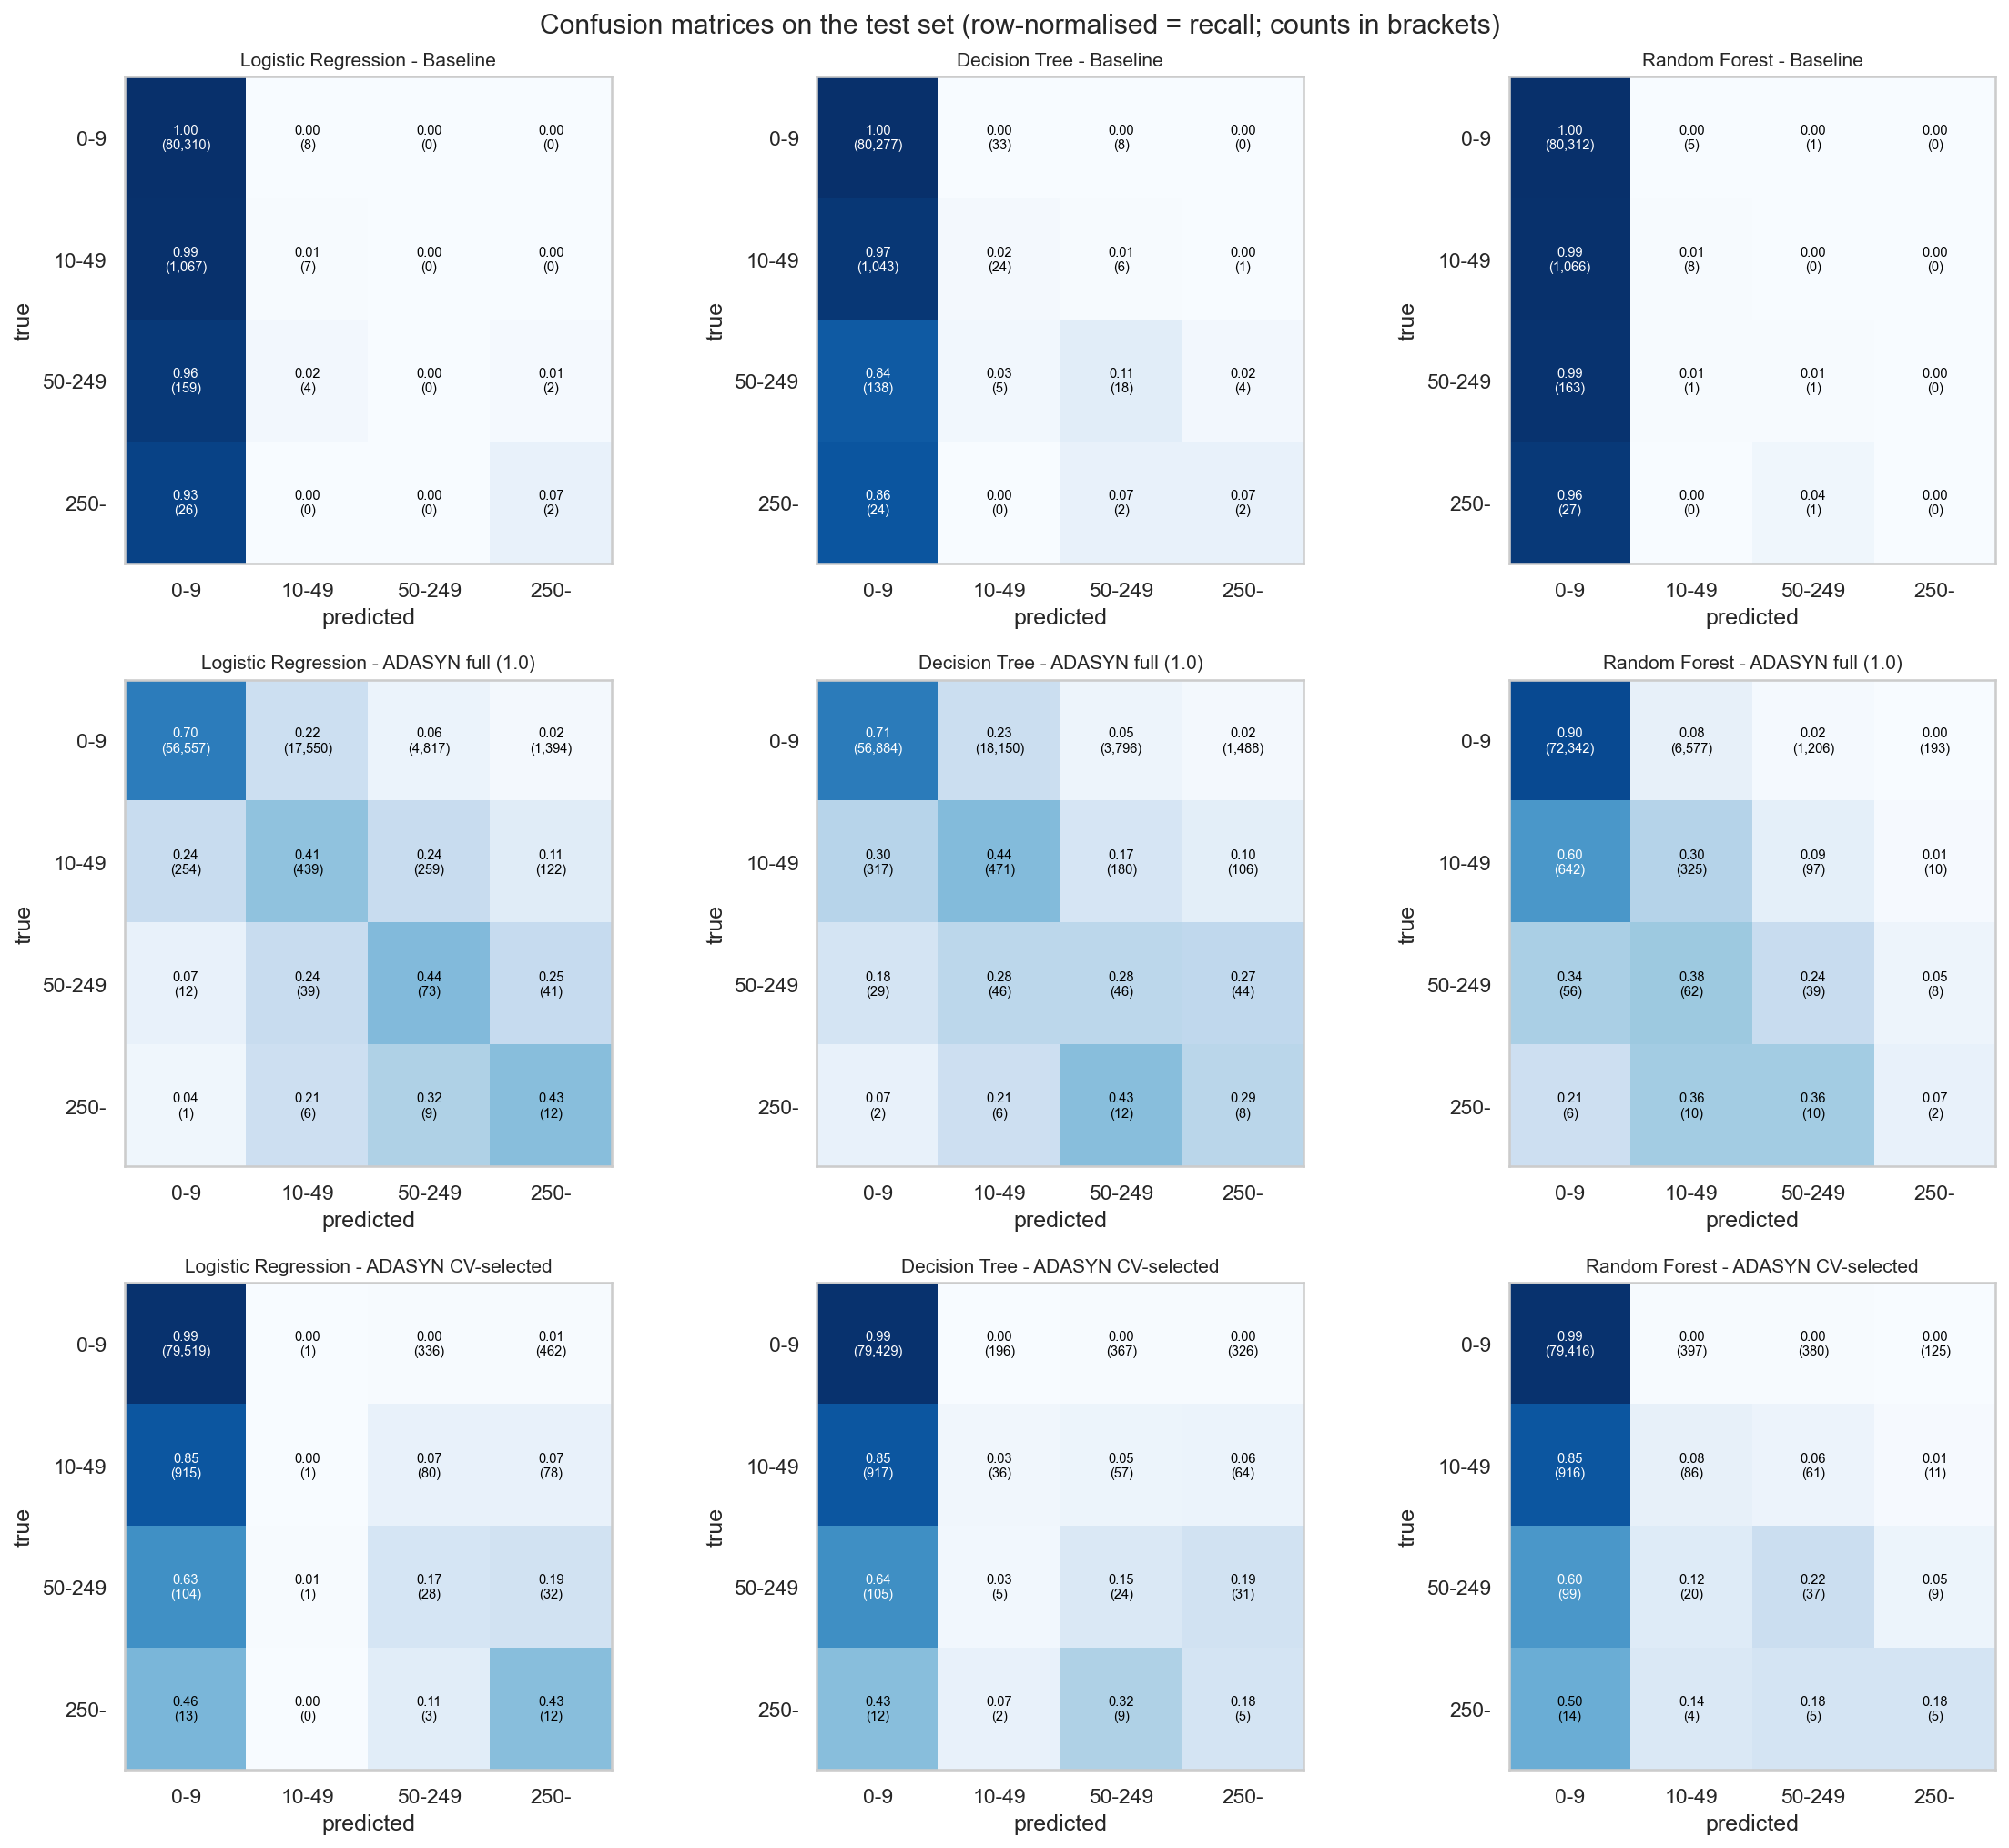 Confusion matrices on the test set (row-normalised = recall; counts in brackets)
Logistic Regression - Baseline
0-9
1.00 0.00 0.00 0.00
(80,310) (8) (0) (0)
10-49
0.99 0.01 0.00 0.00
(1,067) (7) (0) (0)
true
50-249
0.96 0.02 0.00 0.01
(159) (4) (0) (2)
250-
0.93 0.00 0.00 0.07
(26) (0) (0) (2)
0-9 10-49 50-249 250-
predicted
Decision Tree - Baseline
0-9
1.00 0.00 0.00 0.00
(80,277) (33) (8) (0)
10-49
0.97 0.02 0.01 0.00
(1,043) (24) (6) (1)
true
50-249
0.84 0.03 0.11 0.02
(138) (5) (18) (4)
250-
0.86 0.00 0.07 0.07
(24) (0) (2) (2)
0-9 10-49 50-249 250-
predicted
Random Forest - Baseline
0-9
1.00 0.00 0.00 0.00
(80,312) (5) (1) (0)
10-49
0.99 0.01 0.00 0.00
(1,066) (8) (0) (0)
true
50-249
0.99 0.01 0.01 0.00
(163) (1) (1) (0)
250-
0.96 0.00 0.04 0.00
(27) (0) (1) (0)
0-9 10-49 50-249 250-
predicted
Logistic Regression - ADASYN full (1.0)
0-9
0.70 0.22 0.06 0.02
(56,557) (17,550) (4,817) (1,394)
10-49
0.24 0.41 0.24 0.11
(254) (439) (259) (122)
true
50-249
0.07 0.24 0.44 0.25
(12) (39) (73) (41)
250-
0.04 0.21 0.32 0.43
(1) (6) (9) (12)
0-9 10-49 50-249 250-
predicted
Decision Tree - ADASYN full (1.0)
0-9
0.71 0.23 0.05 0.02
(56,884) (18,150) (3,796) (1,488)
10-49
0.30 0.44 0.17 0.10
(317) (471) (180) (106)
true
50-249
0.18 0.28 0.28 0.27
(29) (46) (46) (44)
250-
0.07 0.21 0.43 0.29
(2) (6) (12) (8)
0-9 10-49 50-249 250-
predicted
Random Forest - ADASYN full (1.0)
0-9
0.90 0.08 0.02 0.00
(72,342) (6,577) (1,206) (193)
10-49
0.60 0.30 0.09 0.01
(642) (325) (97) (10)
true
50-249
0.34 0.38 0.24 0.05
(56) (62) (39) (8)
250-
0.21 0.36 0.36 0.07
(6) (10) (10) (2)
0-9 10-49 50-249 250-
predicted
Logistic Regression - ADASYN CV-selected
0-9
0.99 0.00 0.00 0.01
(79,519) (1) (336) (462)
10-49
0.85 0.00 0.07 0.07
(915) (1) (80) (78)
true
50-249
0.63 0.01 0.17 0.19
(104) (1) (28) (32)
250-
0.46 0.00 0.11 0.43
(13) (0) (3) (12)
0-9 10-49 50-249 250-
predicted
Decision Tree - ADASYN CV-selected
0-9
0.99 0.00 0.00 0.00
(79,429) (196) (367) (326)
10-49
0.85 0.03 0.05 0.06
(917) (36) (57) (64)
true
50-249
0.64 0.03 0.15 0.19
(105) (5) (24) (31)
250-
0.43 0.07 0.32 0.18
(12) (2) (9) (5)
0-9 10-49 50-249 250-
predicted
Random Forest - ADASYN CV-selected
0-9
0.99 0.00 0.00 0.00
(79,416) (397) (380) (125)
10-49
0.85 0.08 0.06 0.01
(916) (86) (61) (11)
true
50-249
0.60 0.12 0.22 0.05
(99) (20) (37) (9)
250-
0.50 0.14 0.18 0.18
(14) (4) (5) (5)
0-9 10-49 50-249 250-
predicted